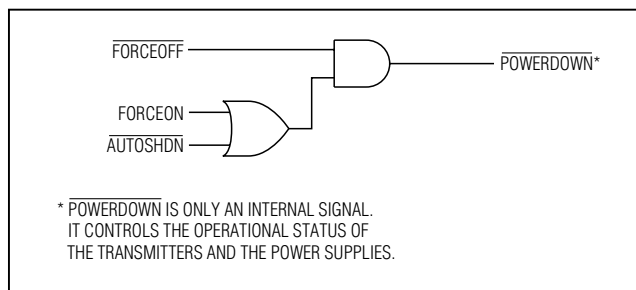 FORCEOFF
POWERDOWN*
FORCEON
AUTOSHDN
* POWERDOWN IS ONLY AN INTERNAL SIGNAL.
IT CONTROLS THE OPERATIONAL STATUS OF
THE TRANSMITTERS AND THE POWER SUPPLIES.